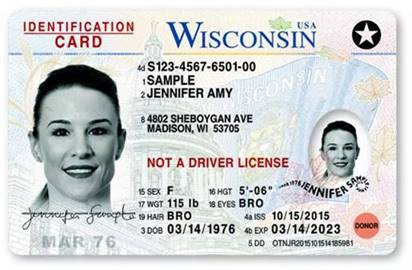 IDENTIFICATION
CARD
WISCONSIN USA
4d S123-4567-6501-00
1 SAMPLE
2 JENNIFER AMY
8 4802 SHEBOYGAN AVE
MADISON, WI 53705
NOT A DRIVER LICENSE
15 SEX F 16 HGT 5'-06"
17 WGT 115 lb 18 EYES BRO
19 HAIR BRO 4a ISS 10/15/2015
3 DOB 03/14/1976 4b EXP 03/14/2023
5 DD OTNJR2015101514185981
Jennifer Sample
MAR 76
JENNIFER SAMPLE
DONOR